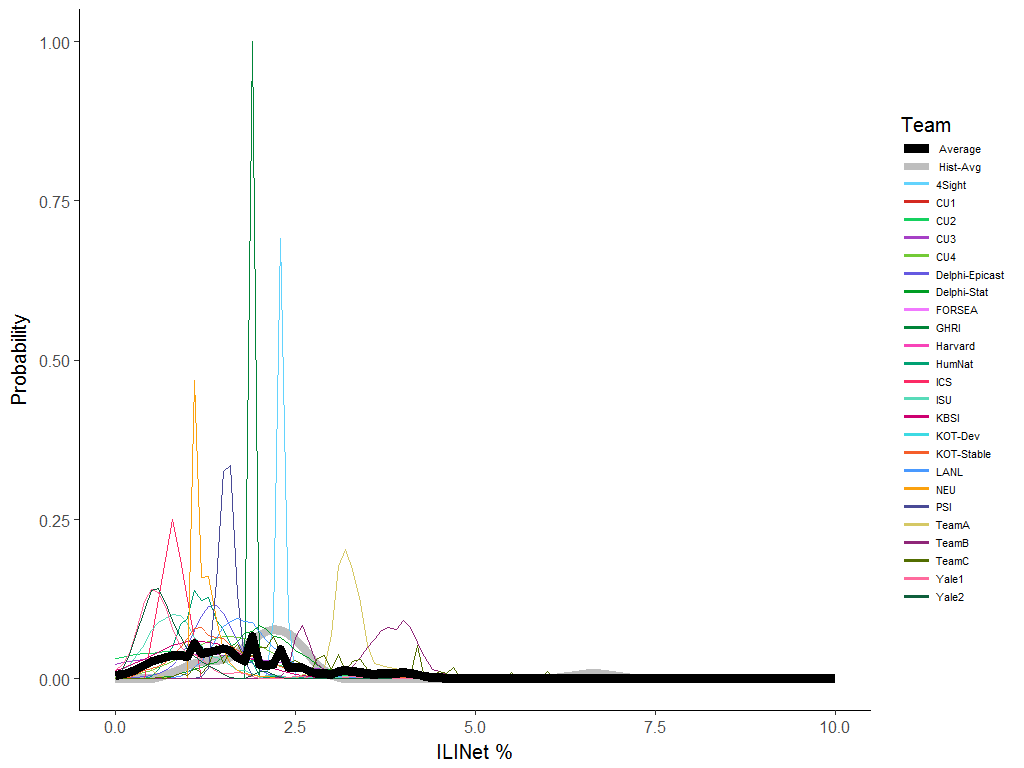 1.00
0.75
0.50
0.25
0.00
Probability
0.0 2.5 5.0 7.5 10.0
ILINet %
Team
Average
Hist-Avg
4Sight
CU1
CU2
CU3
CU4
Delphi-Epicast
Delphi-Stat
FORSEA
GHRI
Harvard
HumNat
ICS
ISU
KBSI
KOT-Dev
KOT-Stable
LANL
NEU
PSI
TeamA
TeamB
TeamC
Yale1
Yale2